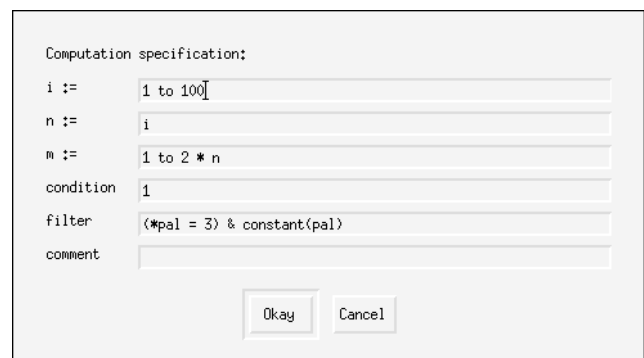 Computation specification:
i := 1 to 100
n := i
m := 1 to 2 * n
condition 1
filter (*pal = 3) & constant(pal)
comment
Okay Cancel